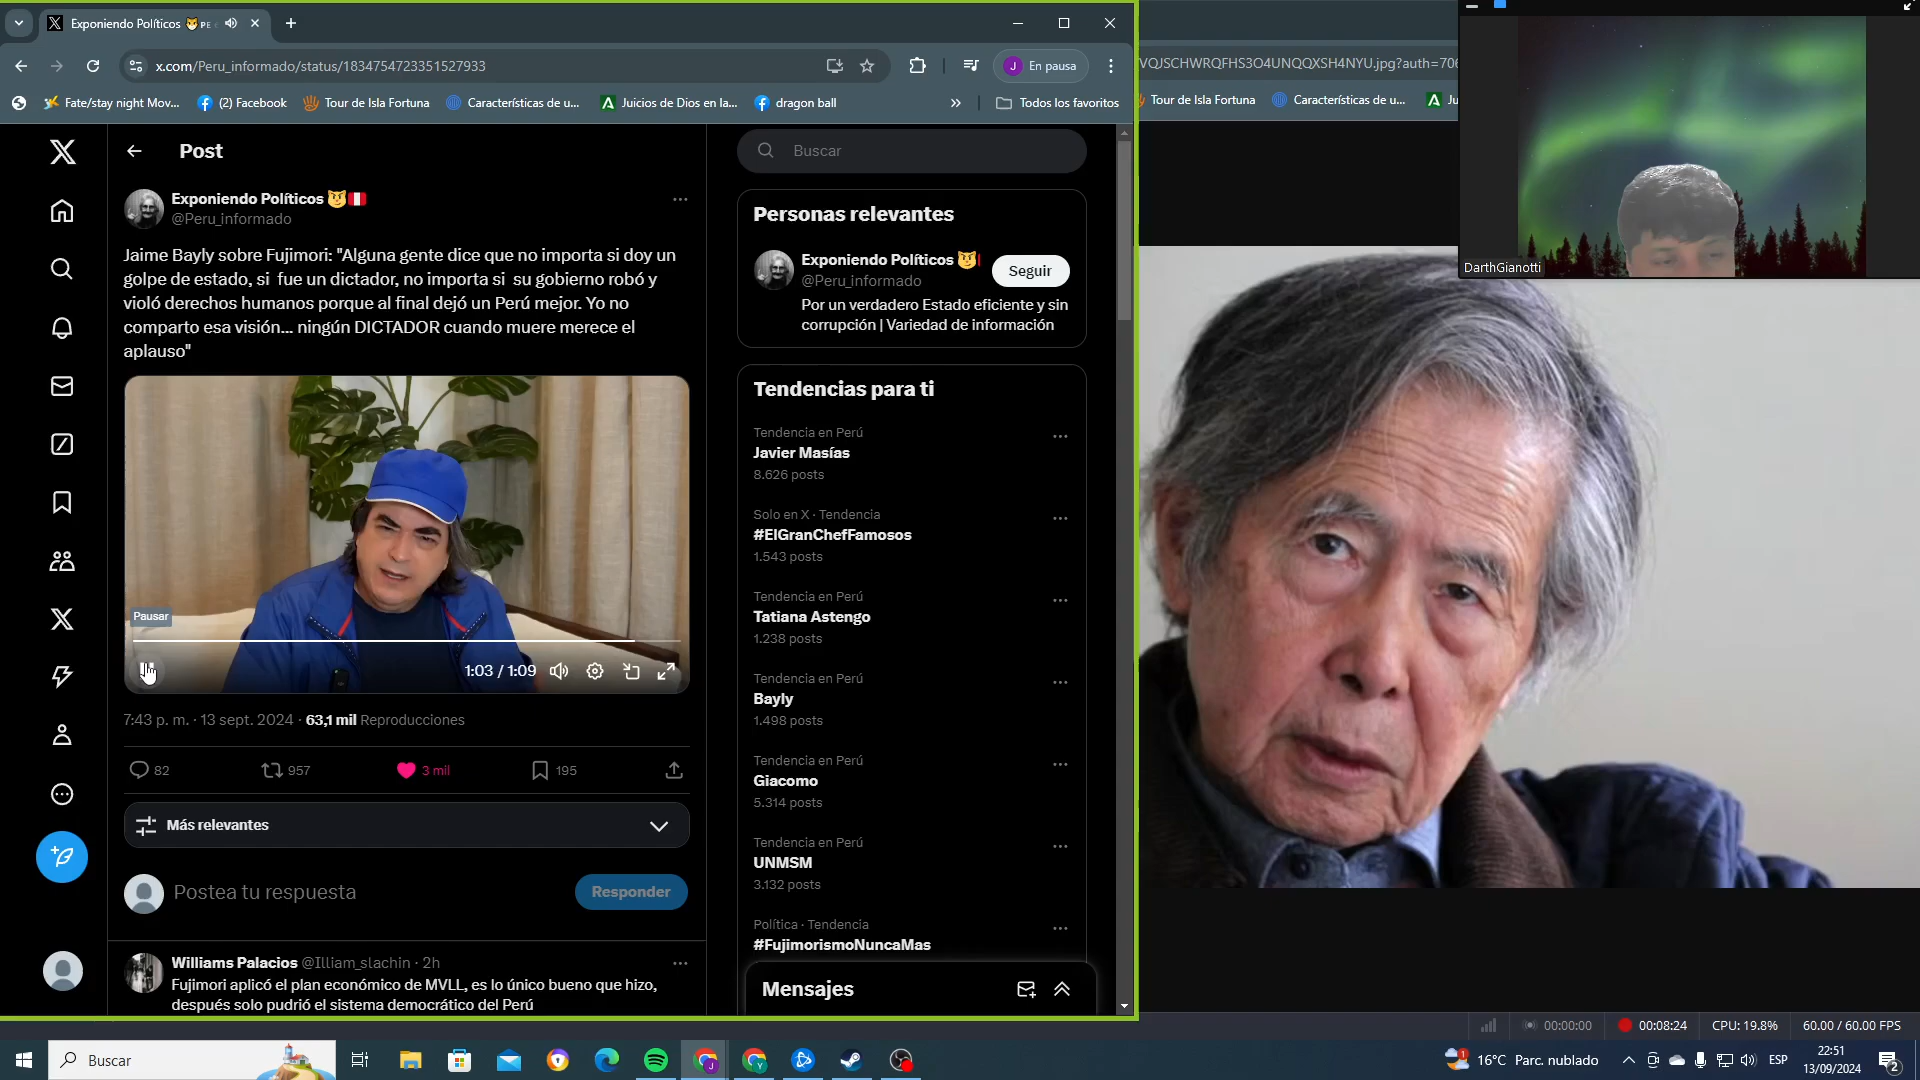 Exponiendo Políticos
PE
x.com/Peru_informado/status/1834754723351527933
En pausa
J
Fate/stay night Mov...
(2) Facebook
Tour de Isla Fortuna
Características de u...
Juicios de Dios en la...
dragon ball
Todos los favoritos
VQJSCHWRQFHS3O4UNQQXSH4NYU.jpg?auth=706
Tour de Isla Fortuna
Características de u...
DarthGianotti
Post
Exponiendo Políticos
@Peru_informado
Jaime Bayly sobre Fujimori: "Alguna gente dice que no importa si doy un
golpe de estado, si fue un dictador, no importa si su gobierno robó y
violó derechos humanos porque al final dejó un Perú mejor. Yo no
comparto esa visión... ningún DICTADOR cuando muere merece el
aplauso"
Pausar
1:03 / 1:09
7:43 p. m. · 13 sept. 2024 · 63,1 mil Reproducciones
82
957
3 mil
195
Más relevantes
Postea tu respuesta
Responder
Williams Palacios @Illiam_slachin · 2h
Fujimori aplicó el plan económico de MVLL, es lo único bueno que hizo,
después solo pudrió el sistema democrático del Perú
Buscar
Personas relevantes
Exponiendo Políticos
@Peru_informado
Seguir
Por un verdadero Estado eficiente y sin
corrupción | Variedad de información
Tendencias para ti
Tendencia en Perú
Javier Masías
8.626 posts
Solo en X · Tendencia
#ElGranChefFamosos
1.543 posts
Tendencia en Perú
Tatiana Astengo
1.238 posts
Tendencia en Perú
Bayly
1.498 posts
Tendencia en Perú
Giacomo
5.314 posts
Tendencia en Perú
UNMSM
3.132 posts
Política · Tendencia
#FujimorismoNuncaMas
Mensajes
00:00:00
00:08:24
CPU: 19.8%
60.00 / 60.00 FPS
Buscar
16°C Parc. nublado
ESP
22:51
13/09/2024
2